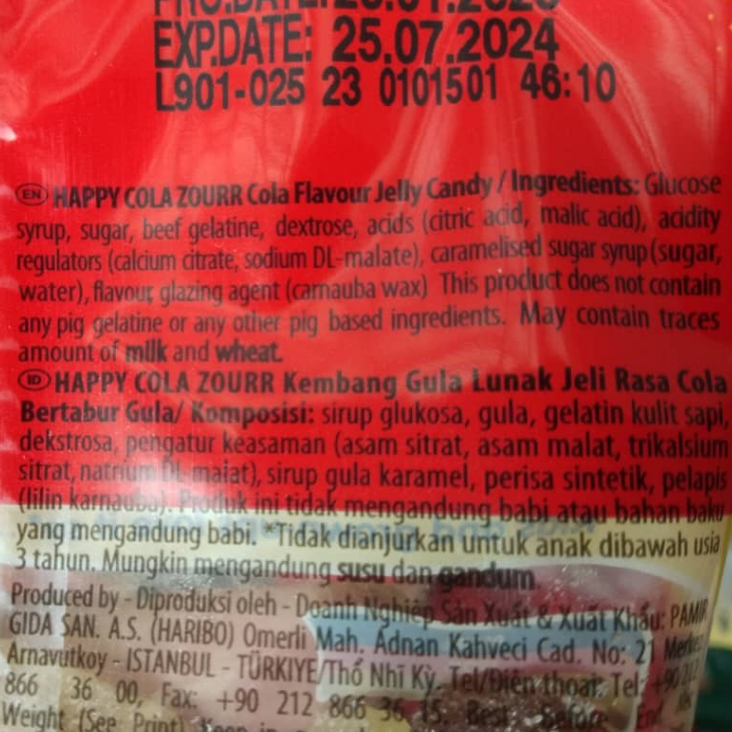 EXP.DATE: 25.07.2024
L901-025 23 0101501 46:10
EN HAPPY COLA ZOURR Cola Flavour Jelly Candy / Ingredients: Glucose
syrup, sugar, beef gelatine, dextrose, acids (citric acid, malic acid), acidity
regulators (calcium citrate, sodium DL-malate), caramelised sugar syrup (sugar,
water), flavour, glazing agent (carnauba wax) This product does not contain
any pig gelatine or any other pig based ingredients. May contain traces
amount of milk and wheat.
ID HAPPY COLA ZOURR Kembang Gula Lunak Jeli Rasa Cola
Bertabur Gula/ Komposisi: sirup glukosa, gula, gelatin kulit sapi,
dekstrosa, pengatur keasaman (asam sitrat, asam malat, trikalsium
sitrat, natrium DL malat), sirup gula karamel, perisa sintetik, pelapis
(lilin karnauba). Produk ini tidak mengandung babi atau bahan baku
yang mengandung babi. *Tidak dianjurkan untuk anak dibawah usia
3 tahun. Mungkin mengandung susu dan gandum.
Produced by - Diproduksi oleh - Doanh Nghiệp Sản Xuất & Xuất Khẩu: PAMIR
GIDA SAN. A.S. (HARIBO) Omerli Mah. Adnan Kahveci Cad. No: 21
Arnavutkoy - ISTANBUL - TÜRKIYE/Thổ Nhĩ Kỳ. Tel/Điện thoại: Tel: +90 212
866 36 00, Fax: +90 212 866 36 15. Best Before End
Weight (See Print)